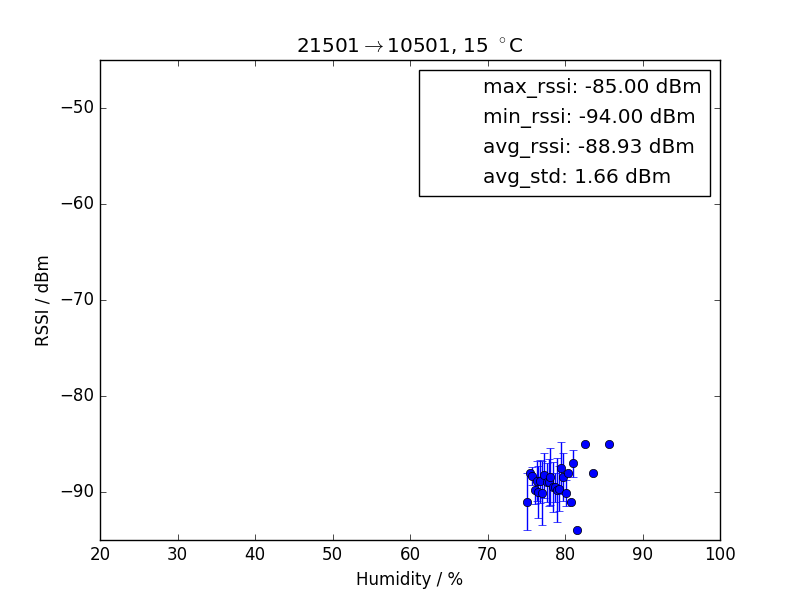 21501→10501, 15 °C
max_rssi: -85.00 dBm
min_rssi: -94.00 dBm
avg_rssi: -88.93 dBm
avg_std: 1.66 dBm
RSSI / dBm
−50
−60
−70
−80
−90
20 30 40 50 60 70 80 90 100
Humidity / %